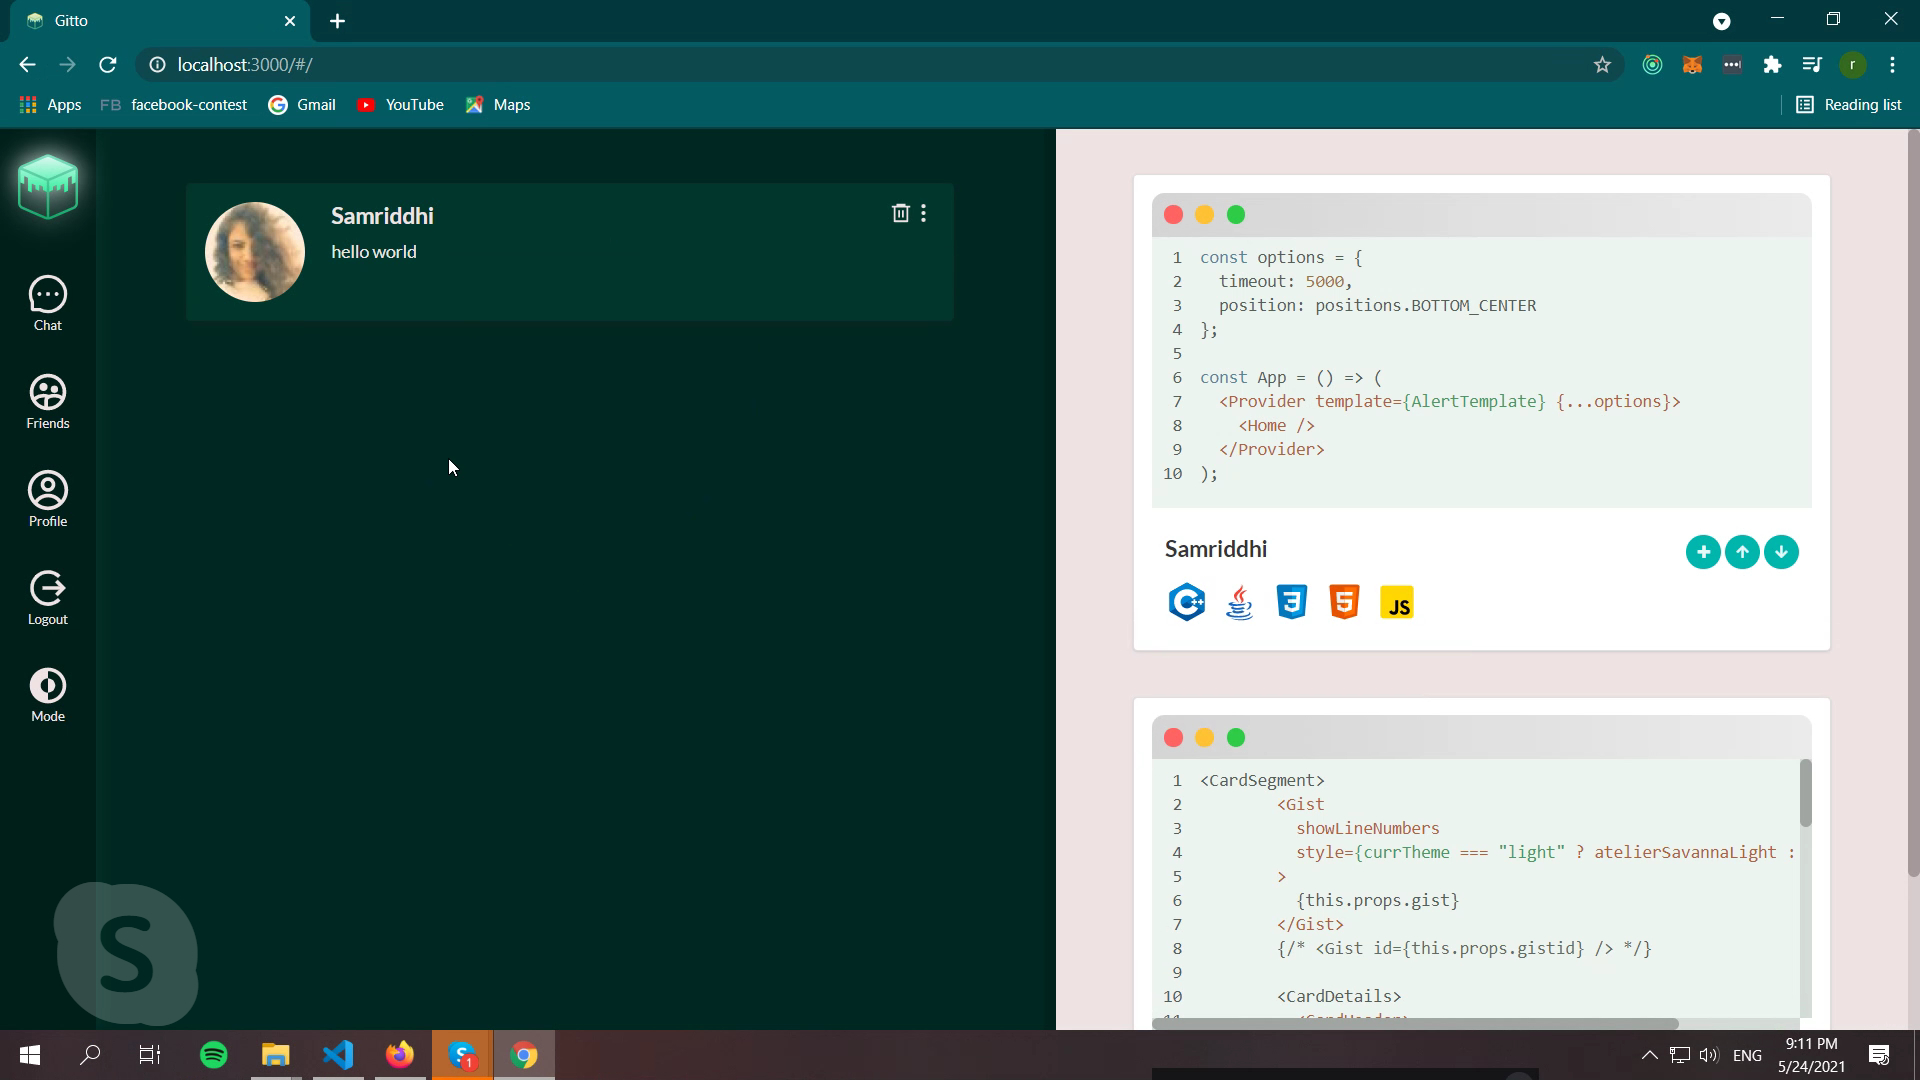 Gitto
localhost:3000/#/
r
Apps
FB facebook-contest
Gmail
YouTube
Maps
Reading list
Chat
Friends
Profile
Logout
Mode
Samriddhi
hello world
1 const options = {
2 timeout: 5000,
3 position: positions.BOTTOM_CENTER
4 };
5
6 const App = () => (
7 <Provider template={AlertTemplate} {...options}>
8 <Home />
9 </Provider>
10 );
Samriddhi
C++
3
5
JS
1 <CardSegment>
2 <Gist
3 showLineNumbers
4 style={currTheme === "light" ? atelierSavannaLight :
5 >
6 {this.props.gist}
7 </Gist>
8 {/* <Gist id={this.props.gistid} /> */}
9
10 <CardDetails>
11 <CardHeader>
S
S 1
ENG
9:11 PM
5/24/2021